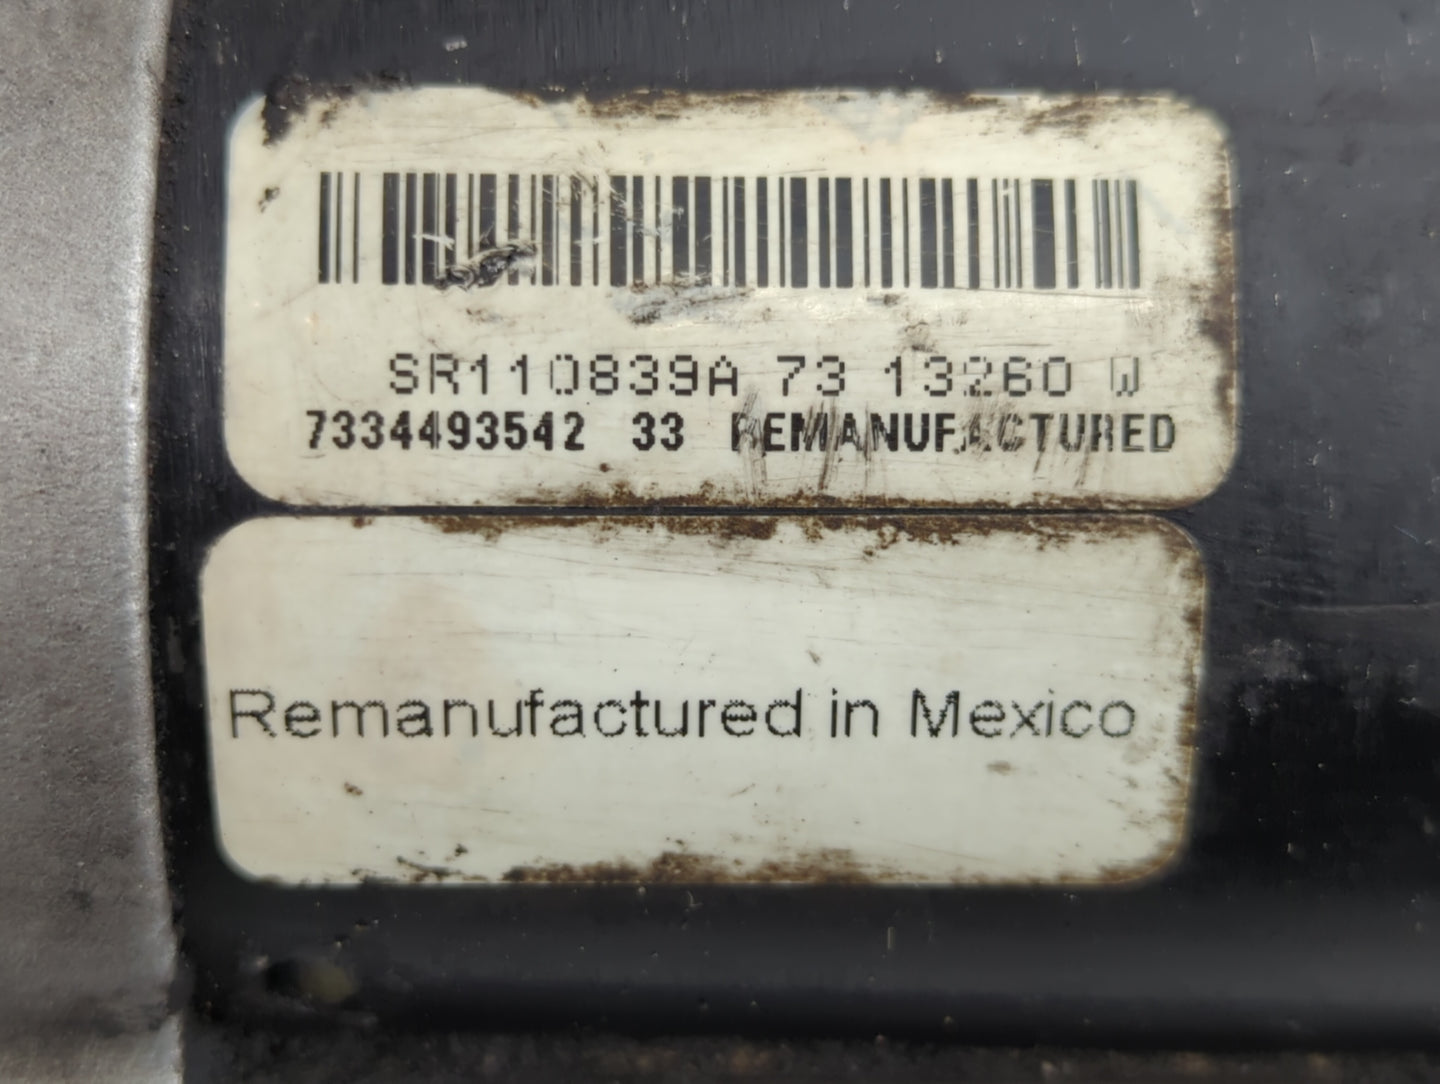 SR110839A 73 13260 W
7334493542 33 REMANUFACTURED
Remanufactured in Mexico